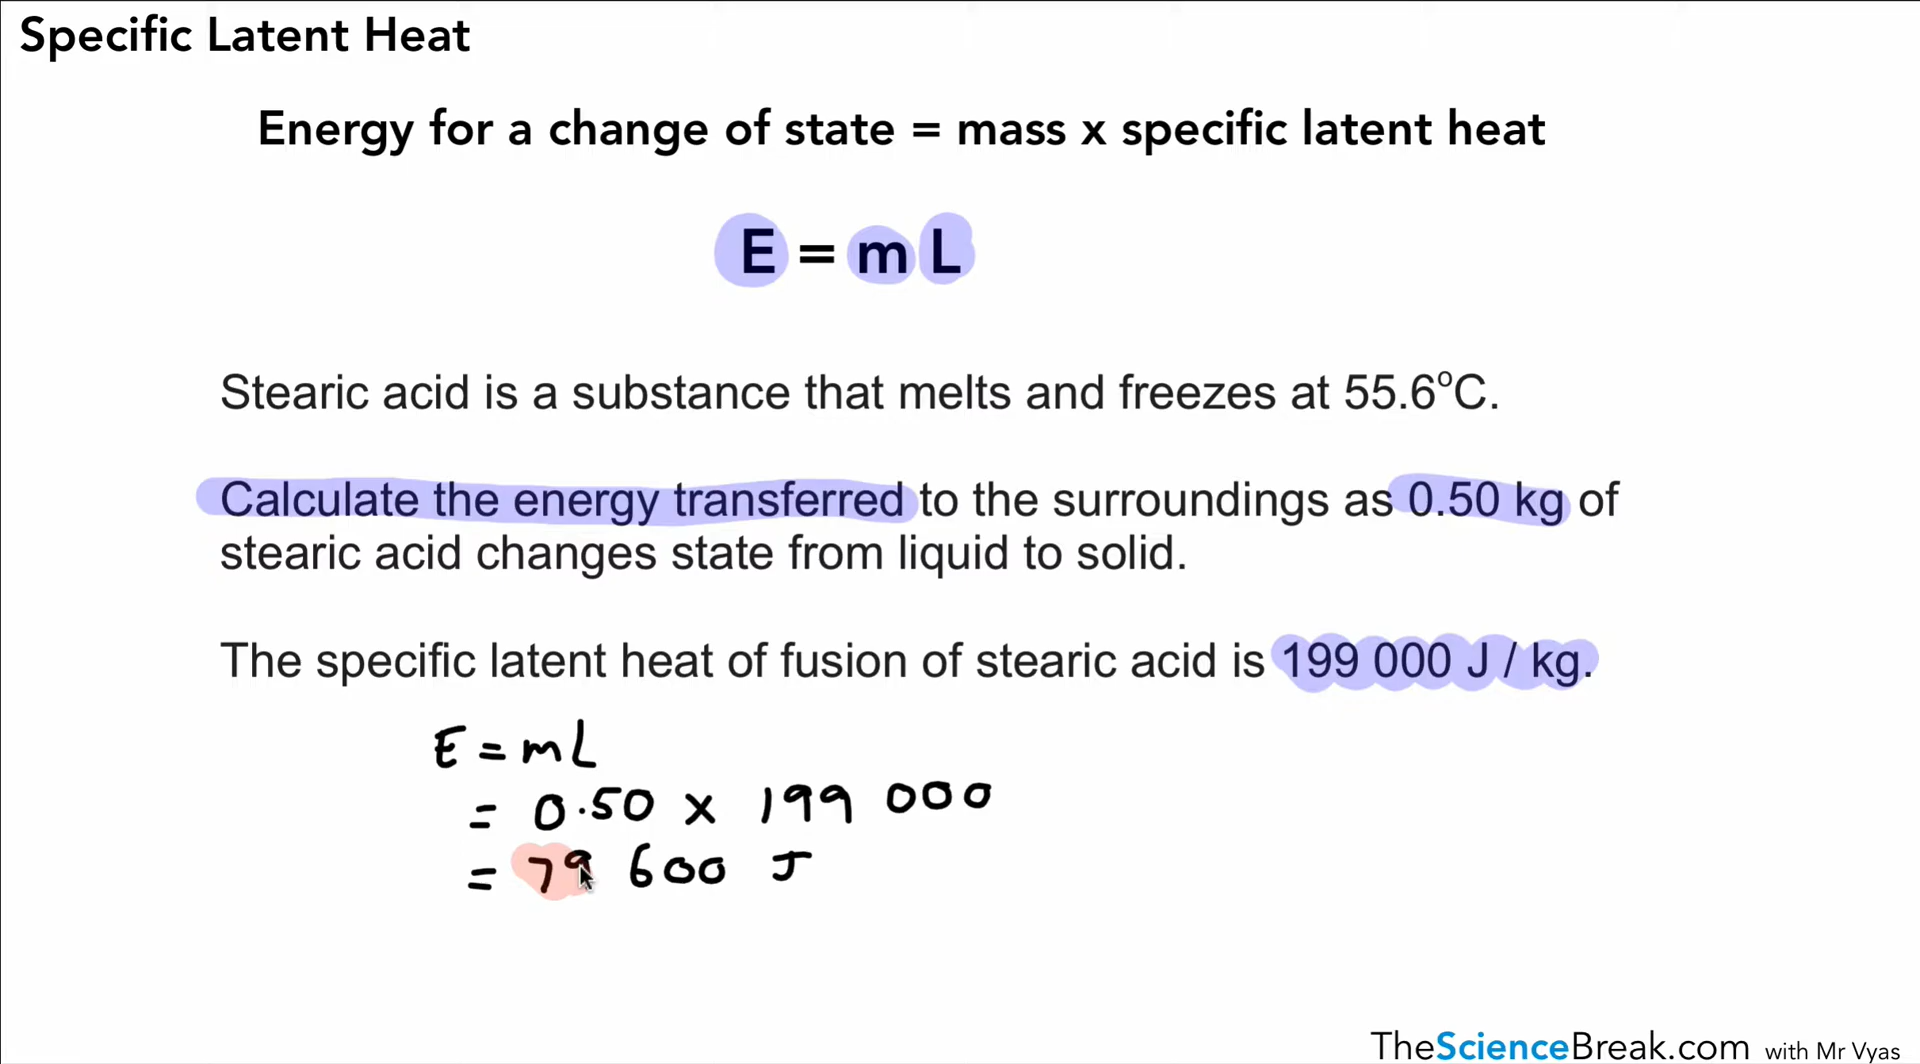 Specific Latent Heat
Energy for a change of state = mass x specific latent heat
E = m L
Stearic acid is a substance that melts and freezes at 55.6°C.
Calculate the energy transferred to the surroundings as 0.50 kg of
stearic acid changes state from liquid to solid.
The specific latent heat of fusion of stearic acid is 199 000 J / kg.
E = mL
= 0.50 x 199 000
= 79 600 J
TheScienceBreak.com with Mr Vyas